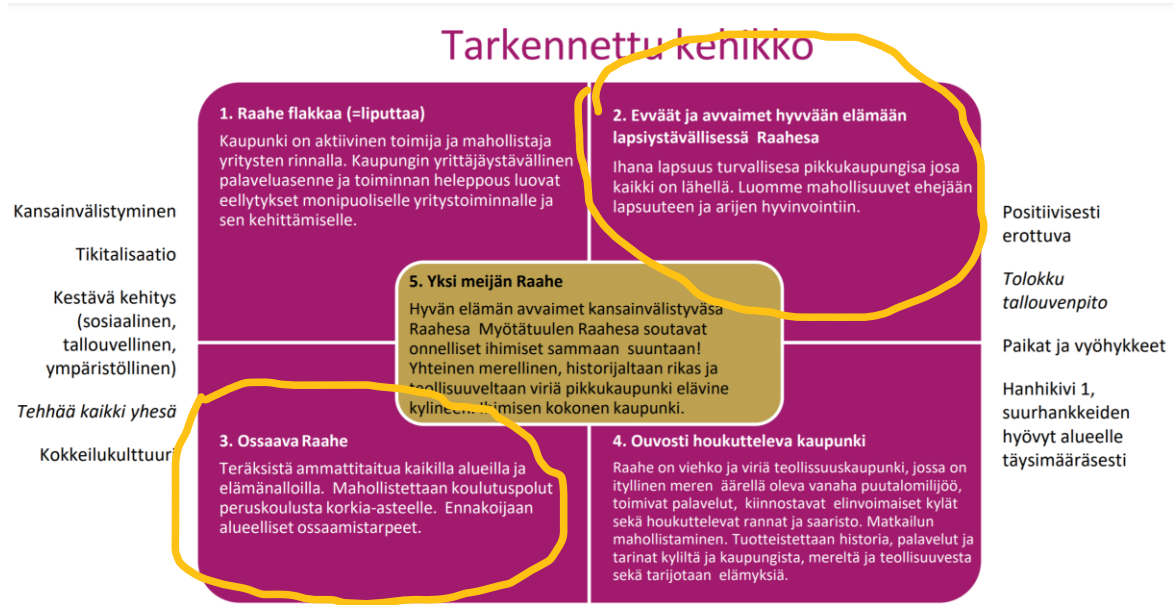 Tarkennettu kehikko
1. Raahe flakkaa (=liputtaa)
Kaupunki on aktiivinen toimija ja mahollistaja
yritysten rinnalla. Kaupungin yrittäjäystävällinen
palaveluasenne ja toiminnan heleppous luovat
eellytykset monipuoliselle yritystoiminnalle ja
sen kehittämiselle.
2. Evväät ja avvaimet hyvvään elämään
lapsiystävällisessä Raahesa
Ihana lapsuus turvallisesa pikkukaupungisa josa
kaikki on lähellä. Luomme mahollisuuvet ehejään
lapsuuteen ja arijen hyvinvointiin.
Kansainvälistyminen
Tikitalisaatio
Kestävä kehitys
(sosiaalinen,
tallouvellinen,
ympäristöllinen)
Tehhää kaikki yhesä
Kokkeilukulttuuri
5. Yksi meijän Raahe
Hyvän elämän avvaimet kansainvälistyväsä
Raahesa Myötätuulen Raahesa soutavat
onnelliset ihimiset sammaan suuntaan!
Yhteinen merellinen, historijaltaan rikas ja
teollisuuveltaan viriä pikkukaupunki elävine
kylineen. Ihimisen kokonen kaupunki.
Positiivisesti
erottuva
Tolokku
tallouvenpito
Paikat ja vyöhykkeet
Hanhikivi 1,
suurhankkeiden
hyövyt alueelle
täysimääräsesti
3. Ossaava Raahe
Teräksistä ammattitaitua kaikilla alueilla ja
elämänalloilla. Mahollistettaan koulutuspolut
peruskoulusta korkia-asteelle. Ennakoijaan
alueelliset ossaamistarpeet.
4. Ouvosti houkutteleva kaupunki
Raahe on viehko ja viriä teollissuuskaupunki, jossa on
ityllinen meren äärellä oleva vanaha puutalomilijöö,
toimivat palavelut, kiinnostavat elinvoimaiset kylät
sekä houkuttelevat rannat ja saaristo. Matkailun
mahollistaminen. Tuotteistettaan historia, palavelut ja
tarinat kyliltä ja kaupungista, mereltä ja teollisuuvesta
sekä tarijotaan elämyksiä.